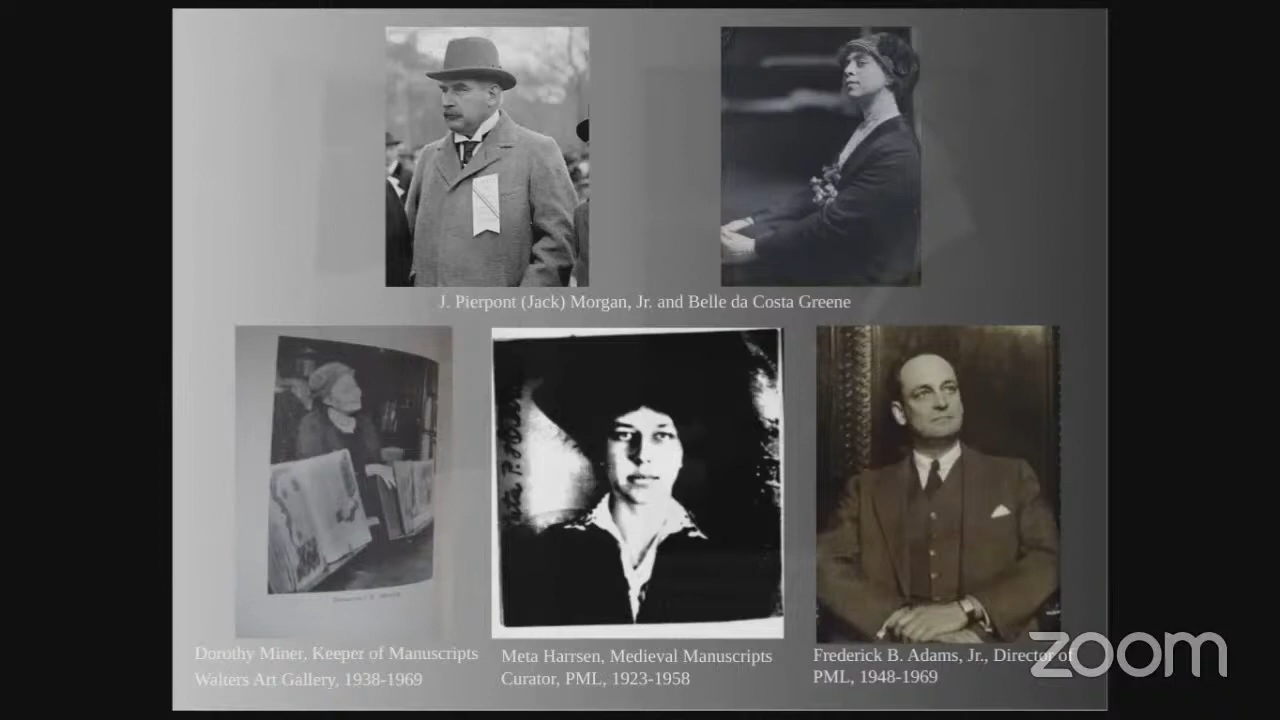 J. Pierpont (Jack) Morgan, Jr. and Belle da Costa Greene
Dorothy Miner, Keeper of Manuscripts
Walters Art Gallery, 1938-1969
Meta Harrsen, Medieval Manuscripts
Curator, PML, 1923-1958
Frederick B. Adams, Jr., Director of
PML, 1948-1969
zoom